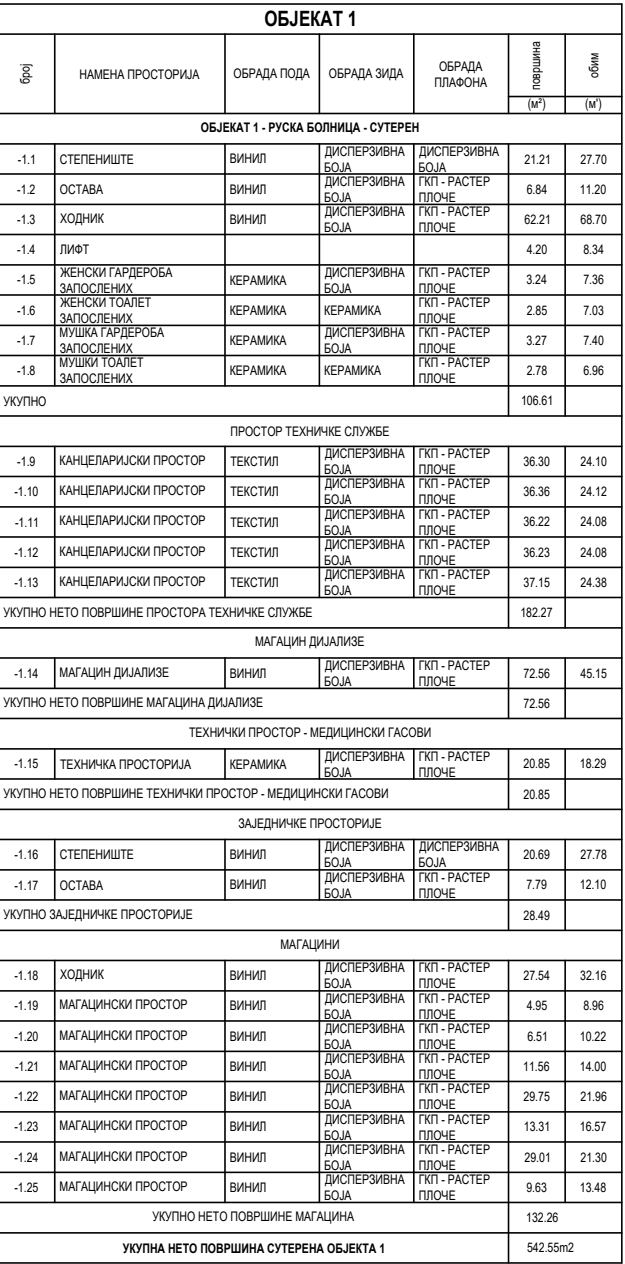 ОБЈЕКАТ 1
број НАМЕНА ПРОСТОРИЈА ОБРАДА ПОДА ОБРАДА ЗИДА ОБРАДА ПЛАФОНА површина обим
(м²) (м')
ОБЈЕКАТ 1 - РУСКА БОЛНИЦА - СУТЕРЕН
-1.1 СТЕПЕНИШТЕ ВИНИЛ ДИСПЕРЗИВНА БОЈА ДИСПЕРЗИВНА БОЈА 21.21 27.70
-1.2 ОСТАВА ВИНИЛ ДИСПЕРЗИВНА БОЈА ГКП - РАСТЕР ПЛОЧЕ 6.84 11.20
-1.3 ХОДНИК ВИНИЛ ДИСПЕРЗИВНА БОЈА ГКП - РАСТЕР ПЛОЧЕ 62.21 68.70
-1.4 ЛИФТ 4.20 8.34
-1.5 ЖЕНСКИ ГАРДЕРОБА ЗАПОСЛЕНИХ КЕРАМИКА ДИСПЕРЗИВНА БОЈА ГКП - РАСТЕР ПЛОЧЕ 3.24 7.36
-1.6 ЖЕНСКИ ТОАЛЕТ ЗАПОСЛЕНИХ КЕРАМИКА КЕРАМИКА ГКП - РАСТЕР ПЛОЧЕ 2.85 7.03
-1.7 МУШКА ГАРДЕРОБА ЗАПОСЛЕНИХ КЕРАМИКА ДИСПЕРЗИВНА БОЈА ГКП - РАСТЕР ПЛОЧЕ 3.27 7.40
-1.8 МУШКИ ТОАЛЕТ ЗАПОСЛЕНИХ КЕРАМИКА КЕРАМИКА ГКП - РАСТЕР ПЛОЧЕ 2.78 6.96
УКУПНО 106.61
ПРОСТОР ТЕХНИЧКЕ СЛУЖБЕ
-1.9 КАНЦЕЛАРИЈСКИ ПРОСТОР ТЕКСТИЛ ДИСПЕРЗИВНА БОЈА ГКП - РАСТЕР ПЛОЧЕ 36.30 24.10
-1.10 КАНЦЕЛАРИЈСКИ ПРОСТОР ТЕКСТИЛ ДИСПЕРЗИВНА БОЈА ГКП - РАСТЕР ПЛОЧЕ 36.36 24.12
-1.11 КАНЦЕЛАРИЈСКИ ПРОСТОР ТЕКСТИЛ ДИСПЕРЗИВНА БОЈА ГКП - РАСТЕР ПЛОЧЕ 36.22 24.08
-1.12 КАНЦЕЛАРИЈСКИ ПРОСТОР ТЕКСТИЛ ДИСПЕРЗИВНА БОЈА ГКП - РАСТЕР ПЛОЧЕ 36.23 24.08
-1.13 КАНЦЕЛАРИЈСКИ ПРОСТОР ТЕКСТИЛ ДИСПЕРЗИВНА БОЈА ГКП - РАСТЕР ПЛОЧЕ 37.15 24.38
УКУПНО НЕТО ПОВРШИНЕ ПРОСТОРА ТЕХНИЧКЕ СЛУЖБЕ 182.27
МАГАЦИН ДИЈАЛИЗЕ
-1.14 МАГАЦИН ДИЈАЛИЗЕ ВИНИЛ ДИСПЕРЗИВНА БОЈА ГКП - РАСТЕР ПЛОЧЕ 72.56 45.15
УКУПНО НЕТО ПОВРШИНЕ МАГАЦИНА ДИЈАЛИЗЕ 72.56
ТЕХНИЧКИ ПРОСТОР - МЕДИЦИНСКИ ГАСОВИ
-1.15 ТЕХНИЧКА ПРОСТОРИЈА КЕРАМИКА ДИСПЕРЗИВНА БОЈА ГКП - РАСТЕР ПЛОЧЕ 20.85 18.29
УКУПНО НЕТО ПОВРШИНЕ ТЕХНИЧКИ ПРОСТОР - МЕДИЦИНСКИ ГАСОВИ 20.85
ЗАЈЕДНИЧКЕ ПРОСТОРИЈЕ
-1.16 СТЕПЕНИШТЕ ВИНИЛ ДИСПЕРЗИВНА БОЈА ДИСПЕРЗИВНА БОЈА 20.69 27.78
-1.17 ОСТАВА ВИНИЛ ДИСПЕРЗИВНА БОЈА ГКП - РАСТЕР ПЛОЧЕ 7.79 12.10
УКУПНО ЗАЈЕДНИЧКЕ ПРОСТОРИЈЕ 28.49
МАГАЦИНИ
-1.18 ХОДНИК ВИНИЛ ДИСПЕРЗИВНА БОЈА ГКП - РАСТЕР ПЛОЧЕ 27.54 32.16
-1.19 МАГАЦИНСКИ ПРОСТОР ВИНИЛ ДИСПЕРЗИВНА БОЈА ГКП - РАСТЕР ПЛОЧЕ 4.95 8.96
-1.20 МАГАЦИНСКИ ПРОСТОР ВИНИЛ ДИСПЕРЗИВНА БОЈА ГКП - РАСТЕР ПЛОЧЕ 6.51 10.22
-1.21 МАГАЦИНСКИ ПРОСТОР ВИНИЛ ДИСПЕРЗИВНА БОЈА ГКП - РАСТЕР ПЛОЧЕ 11.56 14.00
-1.22 МАГАЦИНСКИ ПРОСТОР ВИНИЛ ДИСПЕРЗИВНА БОЈА ГКП - РАСТЕР ПЛОЧЕ 29.75 21.96
-1.23 МАГАЦИНСКИ ПРОСТОР ВИНИЛ ДИСПЕРЗИВНА БОЈА ГКП - РАСТЕР ПЛОЧЕ 13.31 16.57
-1.24 МАГАЦИНСКИ ПРОСТОР ВИНИЛ ДИСПЕРЗИВНА БОЈА ГКП - РАСТЕР ПЛОЧЕ 29.01 21.30
-1.25 МАГАЦИНСКИ ПРОСТОР ВИНИЛ ДИСПЕРЗИВНА БОЈА ГКП - РАСТЕР ПЛОЧЕ 9.63 13.48
УКУПНО НЕТО ПОВРШИНЕ МАГАЦИНА 132.26
УКУПНА НЕТО ПОВРШИНА СУТЕРЕНА ОБЈЕКТА 1 542.55m2